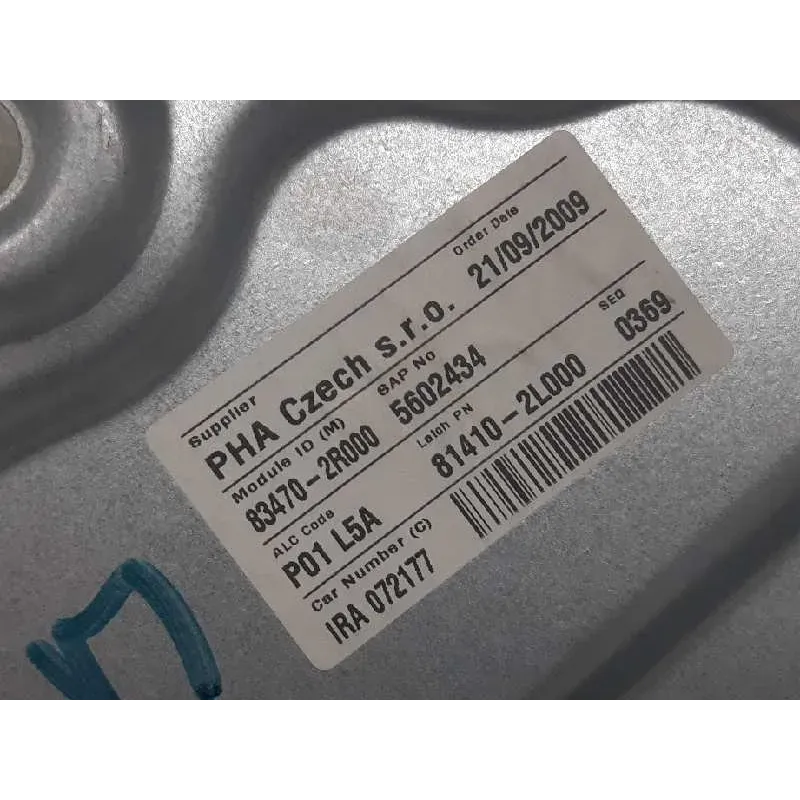 Supplier Order Date
PHA Czech s.r.o. 21/09/2009
Module ID (M) SAP No
83470-2R000 5602434
ALC Code Latch PN SEQ
P01 L5A 81410-2L000 0369
Car Number (C)
IRA 072177